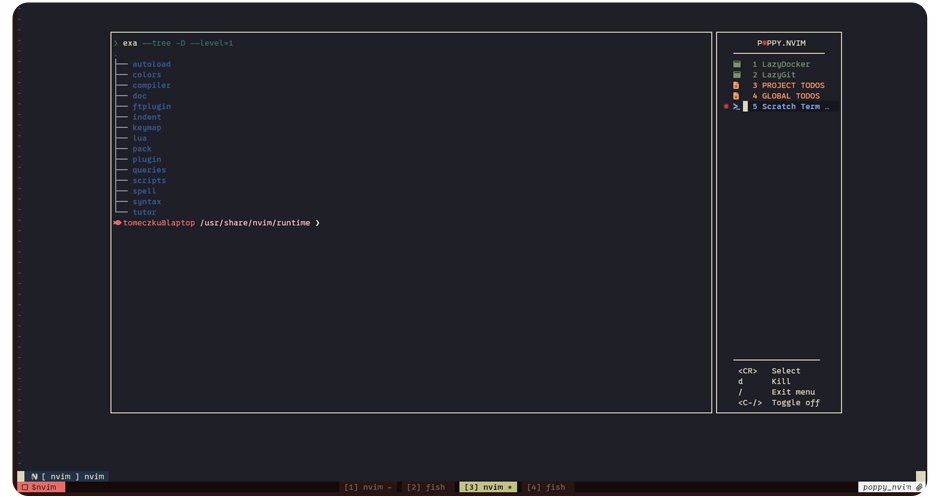 ❯ exa --tree -D --level=1
.
├── autoload
├── colors
├── compiler
├── doc
├── ftplugin
├── indent
├── keymap
├── lua
├── pack
├── plugin
├── queries
├── scripts
├── spell
├── syntax
└── tutor
tomeczku@laptop /usr/share/nvim/runtime ❯
P●PPY.NVIM
1 LazyDocker
2 LazyGit
3 PROJECT TODOS
4 GLOBAL TODOS
5 Scratch Term …
<CR> Select
d Kill
/ Exit menu
<C-/> Toggle off
N [ nvim ] nvim
□ $nvim [1] nvim - [2] fish [3] nvim * [4] fish poppy_nvim